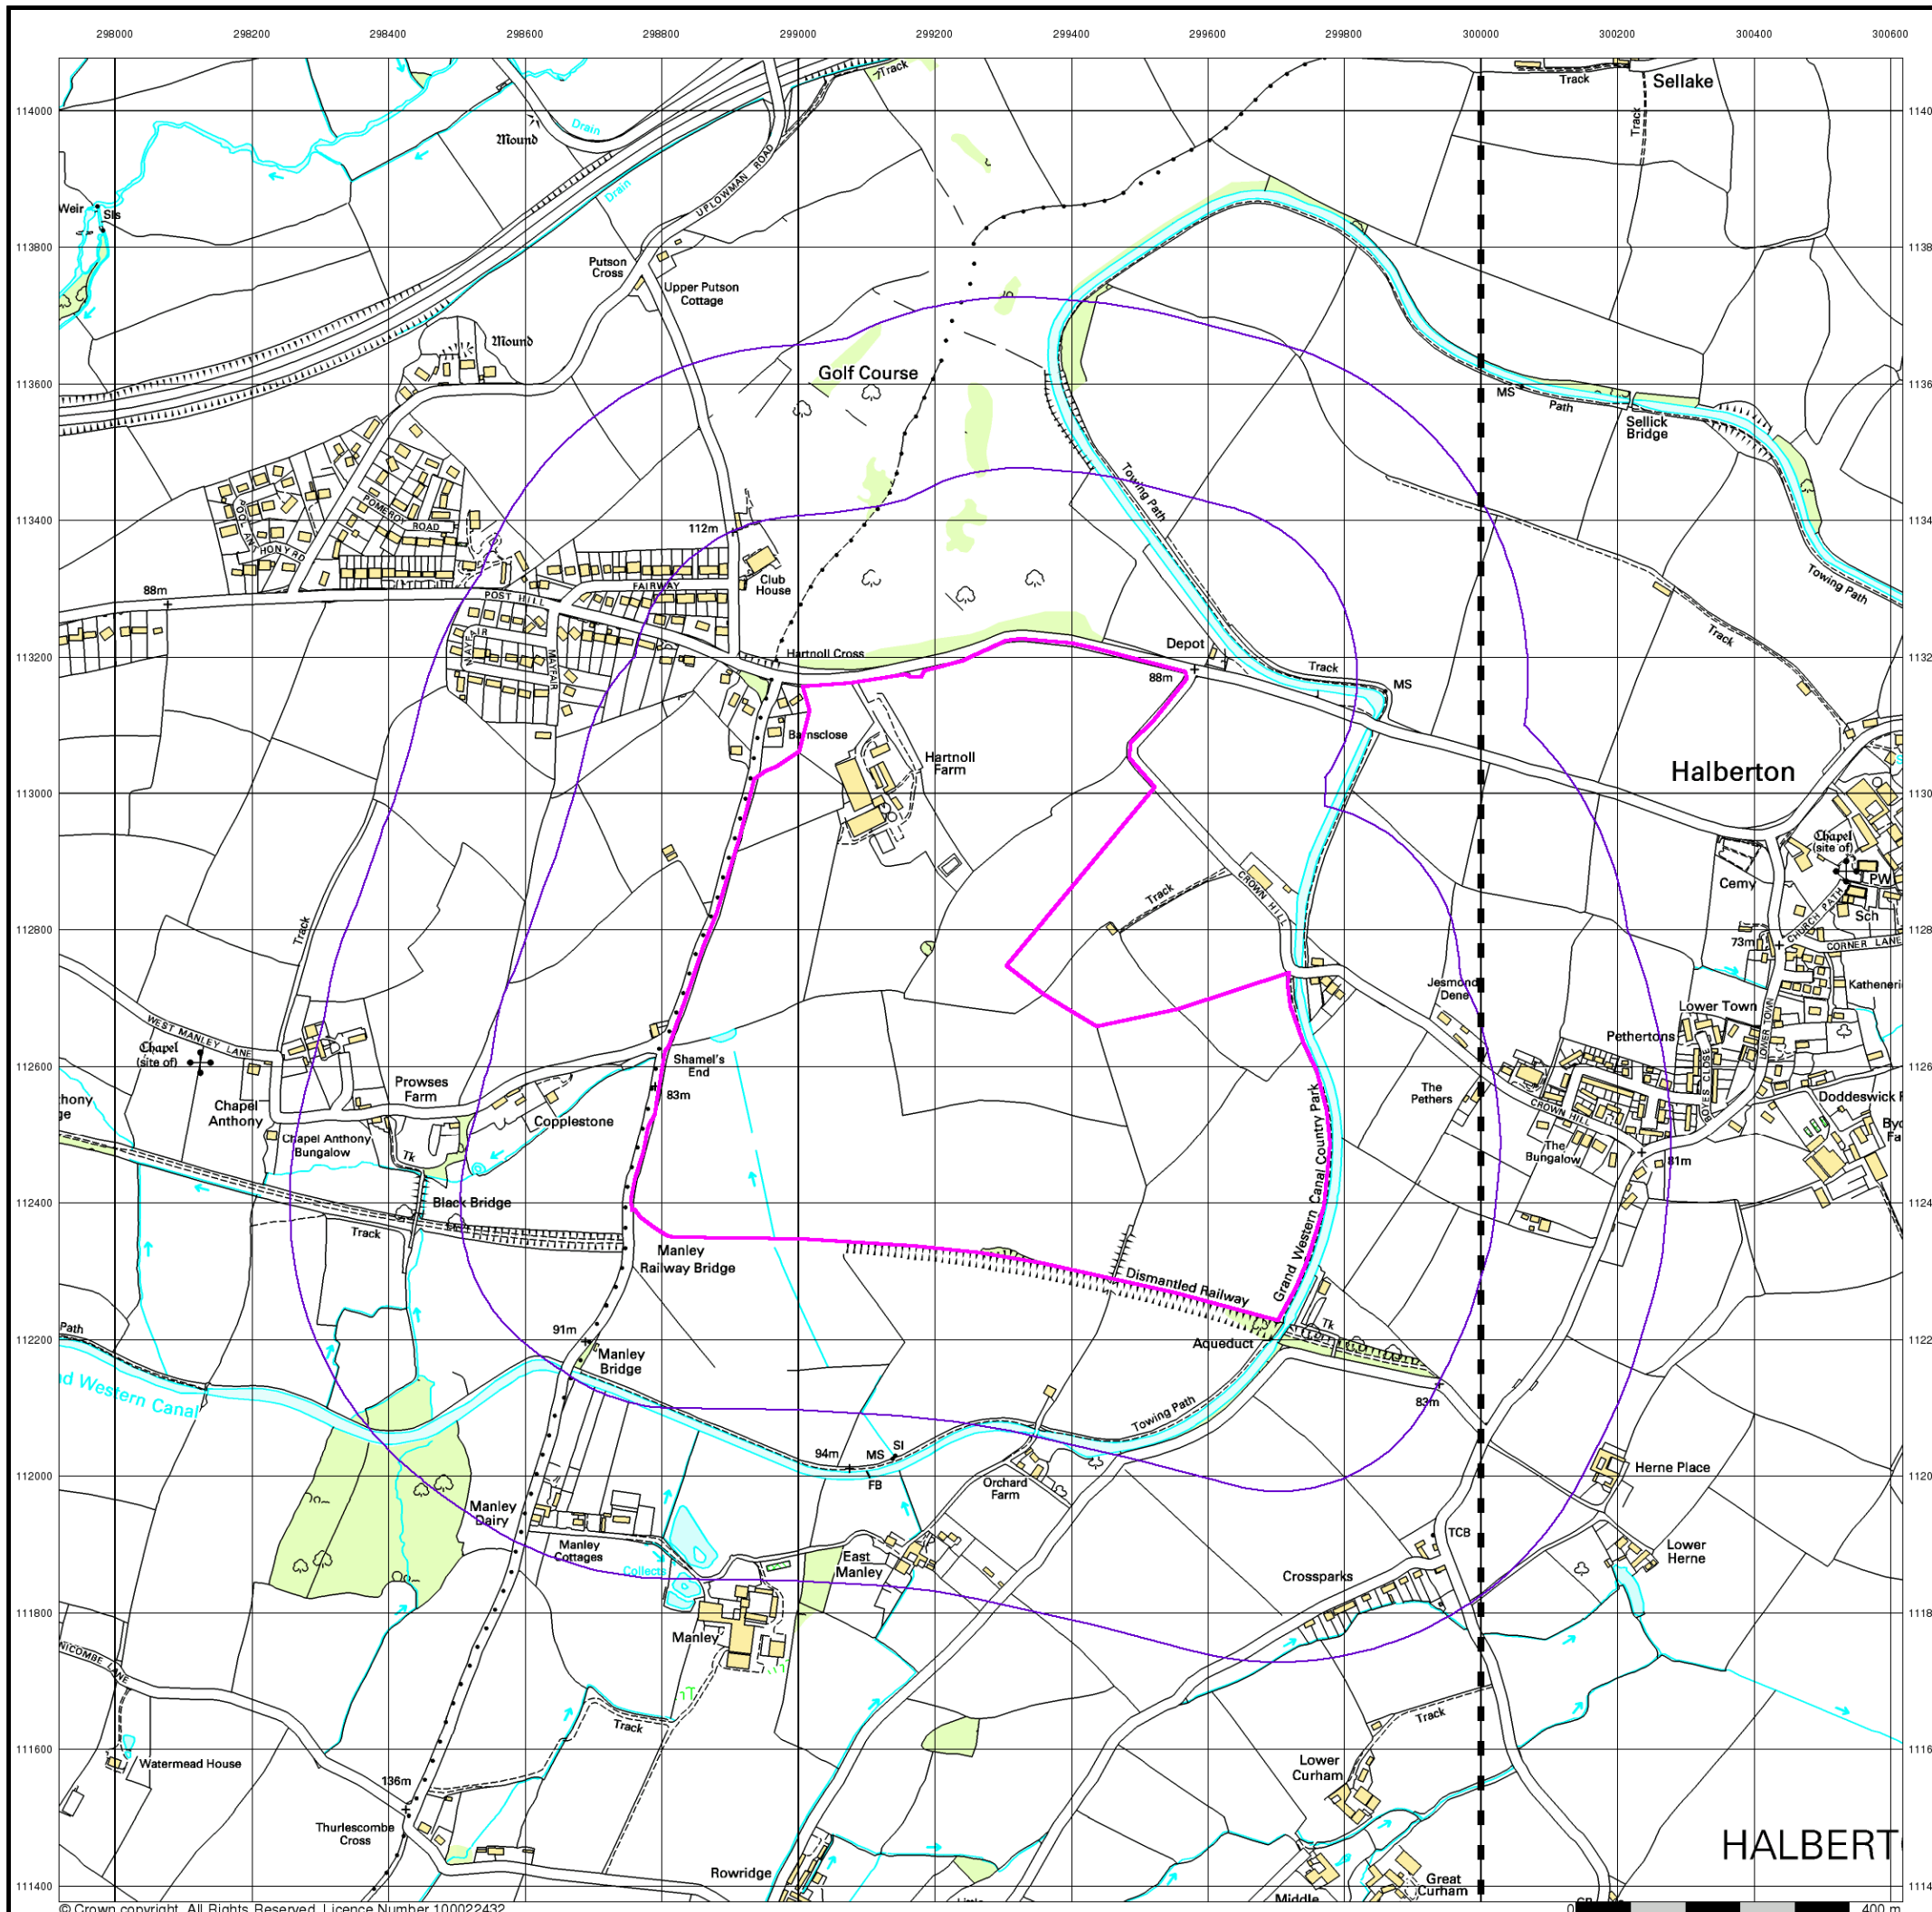 298000 298200 298400 298600 298800 299000 299200 299400 299600 299800 300000 300200 300400 300600
114000
113800
113600
113400
113200
113000
112800
112600
112400
112200
112000
111800
111600
111400
Track
Track
Sellake
Track
Mound
Drain
Drain
UPLOWMAN ROAD
Weir
Sls
Putson
Cross
Upper Putson
Cottage
Mound
Golf Course
MS
Path
Sellick
Bridge
Towing Path
Towing Path
POMEROY
ROAD
112m
Club
House
88m
POST HILL
FAIRWAY
MAYFAIR
MAYFAIR
Hartnoll Cross
Depot
88m
Track
MS
Track
Barnsclose
Hartnoll
Farm
Halberton
Chapel
(site of)
PW
Cemy
Sch
CHURCH PATH
73m
CORNER LANE
CROWN HILL
Track
Track
Jesmond
Dene
Lower Town
LOWER TOWN
Pethertons
WEST MANLEY LANE
Chapel
(site of)
Shamel's
End
83m
Prowses
Farm
Chapel
Anthony
Copplestone
Chapel Anthony
Bungalow
Tk
The
Pethers
CROWN HILL
The
Bungalow
81m
Black Bridge
Track
Manley
Railway Bridge
Dismantled Railway
Grand Western Canal Country Park
Aqueduct
Tk
Path
91m
Manley
Bridge
83m
Towing Path
94m
MS
SI
FB
Orchard
Farm
Herne Place
Manley
Dairy
Manley
Cottages
Collects
East
Manley
TCB
Lower
Herne
Crossparks
Manley
Track
Track
Watermead House
Lower
Curham
136m
Thurlescombe
Cross
Rowridge
Great
Curham
Middle
HALBERT
© Crown copyright. All Rights Reserved. Licence Number 100022432
0 400 m